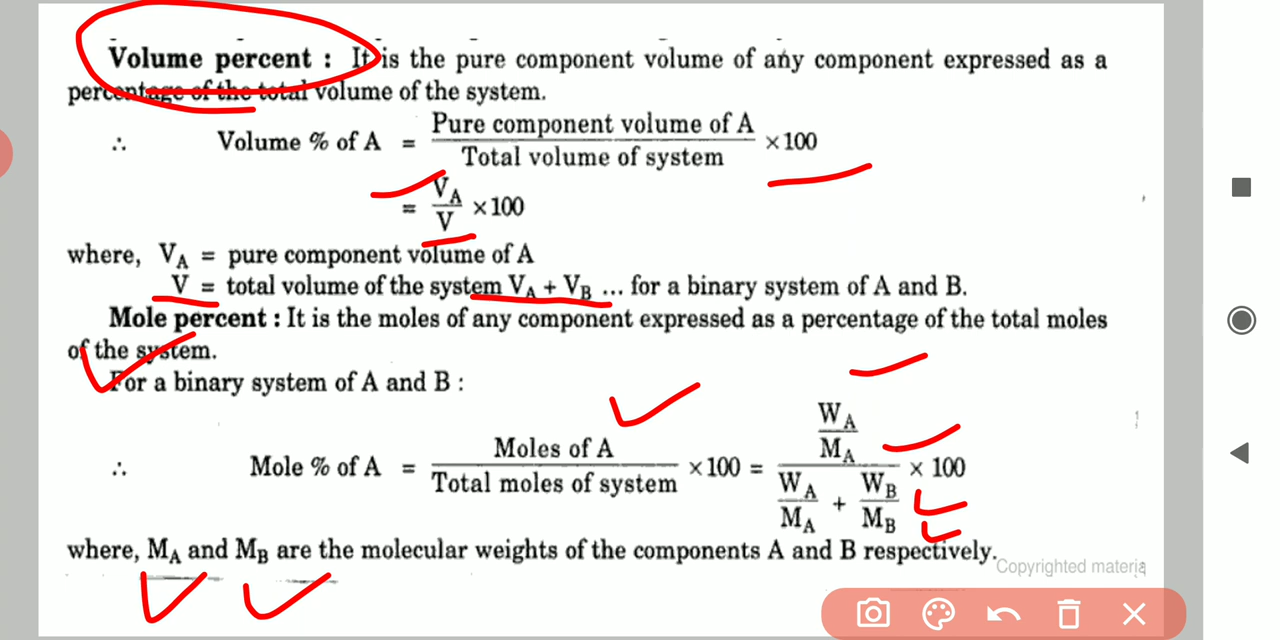 Volume percent : It is the pure component volume of any component expressed as a
percentage of the total volume of the system.
∴ Volume % of A = Pure component volume of A / Total volume of system × 100
= V_A / V × 100
where, V_A = pure component volume of A
V = total volume of the system V_A + V_B ... for a binary system of A and B.
Mole percent : It is the moles of any component expressed as a percentage of the total moles
of the system.
For a binary system of A and B :
∴ Mole % of A = Moles of A / Total moles of system × 100 = (W_A / M_A) / (W_A / M_A + W_B / M_B) × 100
where, M_A and M_B are the molecular weights of the components A and B respectively.
Copyrighted materia